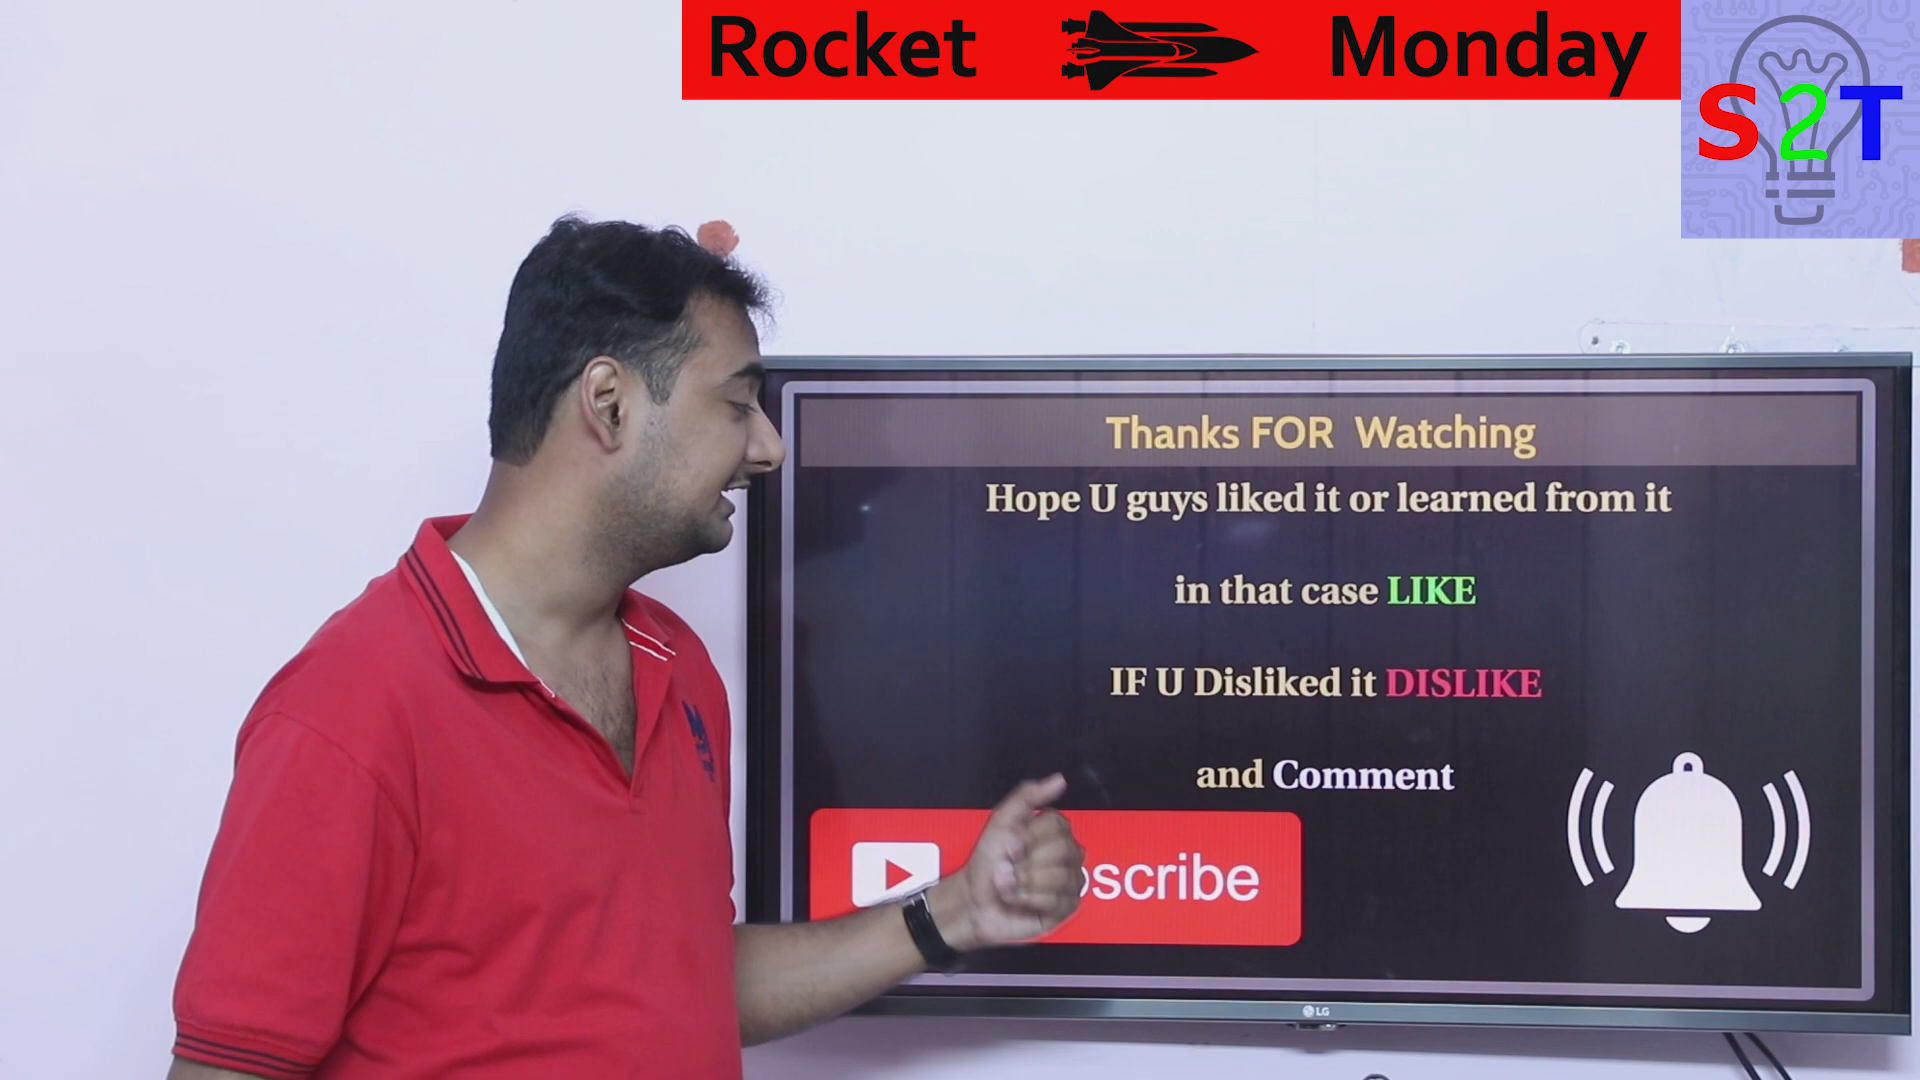 Rocket Monday
S2T
Thanks FOR Watching
Hope U guys liked it or learned from it
in that case LIKE
IF U Disliked it DISLIKE
and Comment
scribe
LG